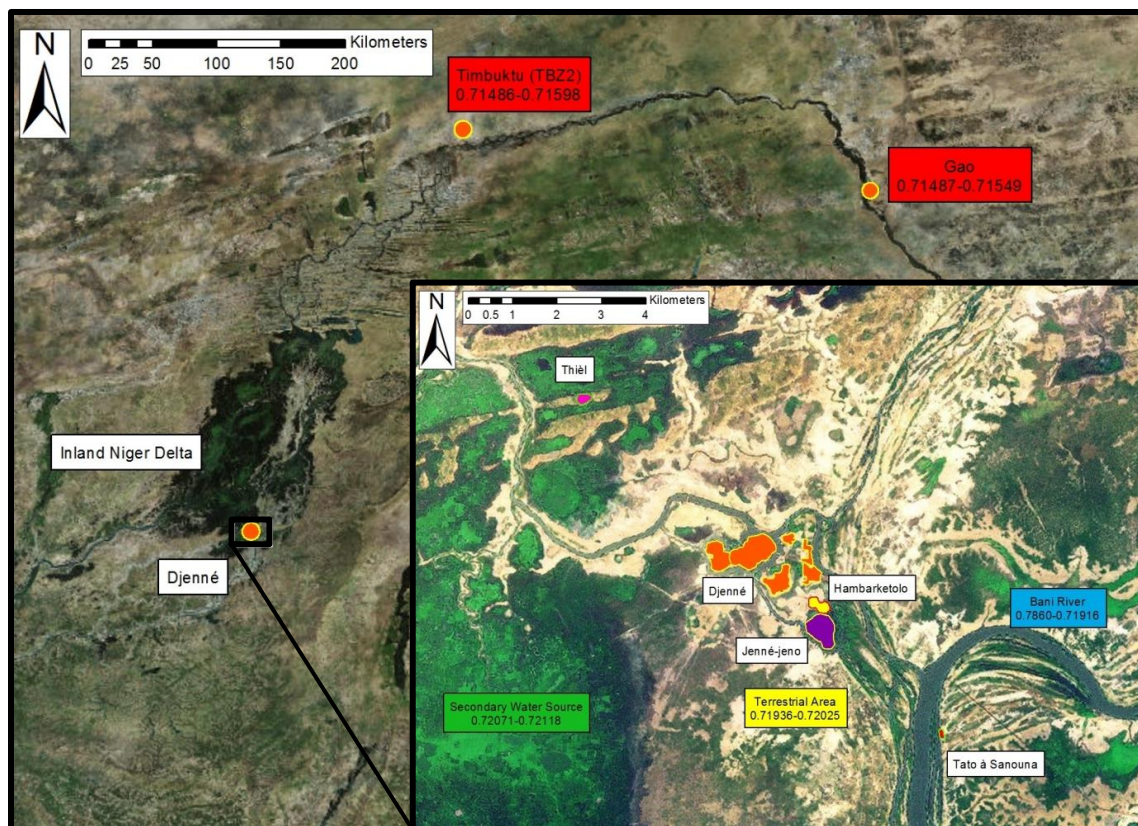 N
Kilometers
0 25 50 100 150 200
Timbuktu (TBZ2)
0.71486-0.71598
Gao
0.71487-0.71549
Inland Niger Delta
Djenné
N
Kilometers
0 0.5 1 2 3 4
Thièl
Djenné
Hambarketolo
Jenné-jeno
Bani River
0.7860-0.71916
Secondary Water Source
0.72071-0.72118
Terrestrial Area
0.71936-0.72025
Tato à Sanouna